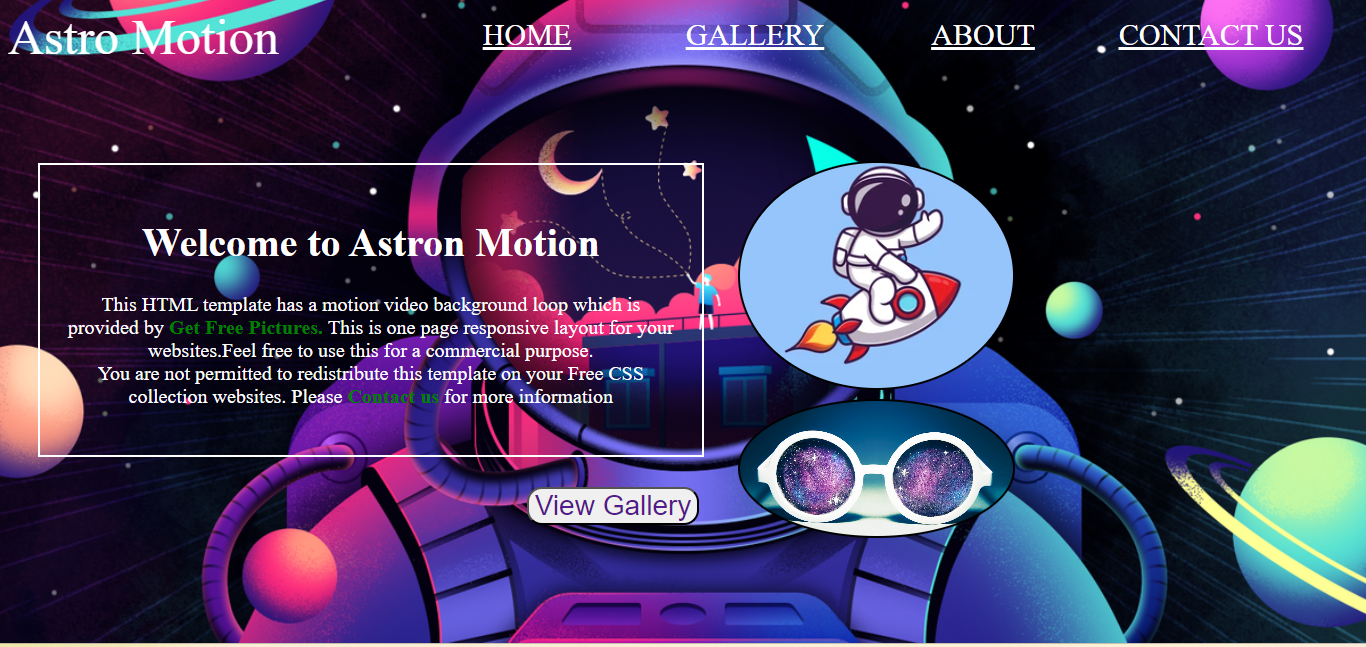 Astro Motion
HOME
GALLERY
ABOUT
CONTACT US
Welcome to Astron Motion
This HTML template has a motion video background loop which is
provided by Get Free Pictures. This is one page responsive layout for your
websites.Feel free to use this for a commercial purpose.
You are not permitted to redistribute this template on your Free CSS
collection websites. Please Contact us for more information
View Gallery